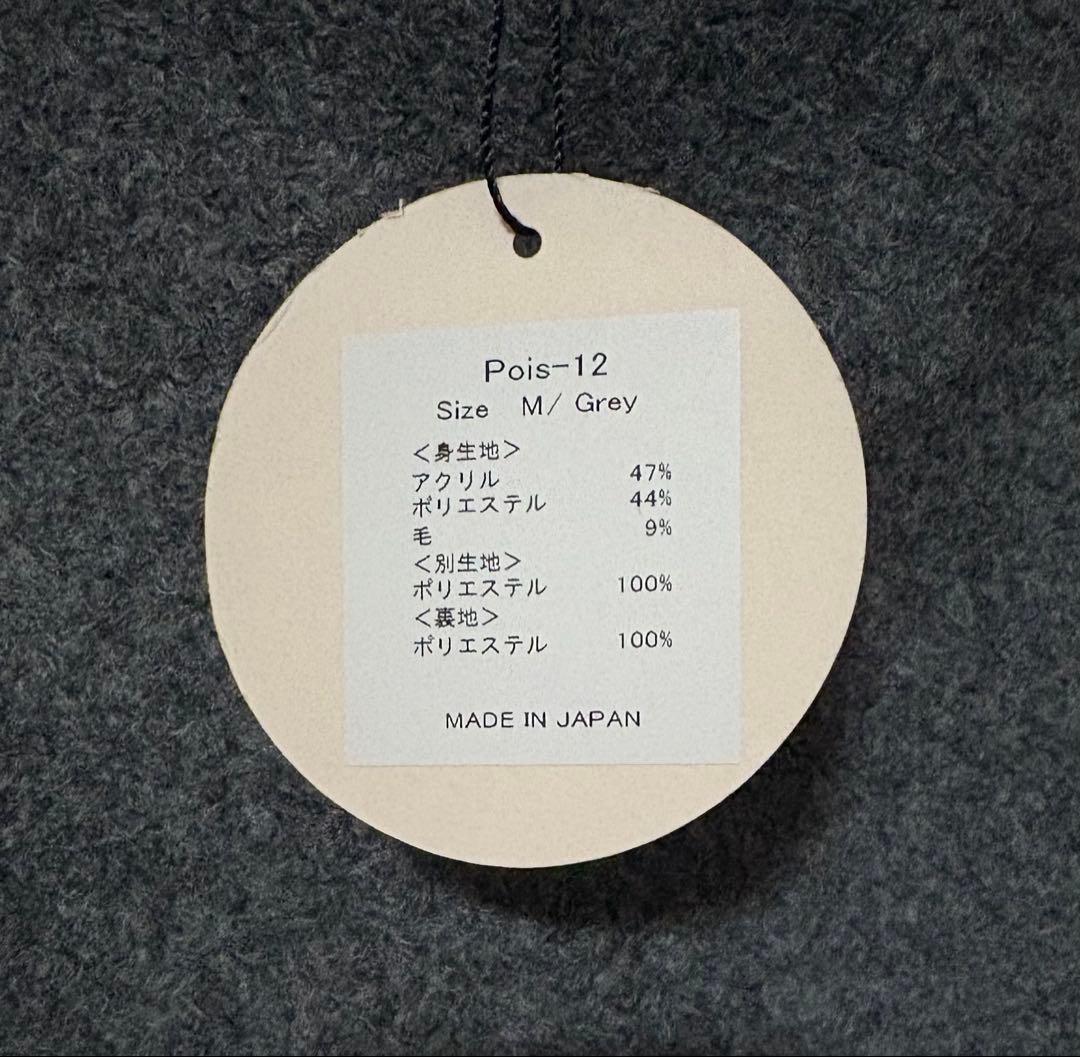 Pois-12
Size M/ Grey
＜身生地＞
アクリル 47%
ポリエステル 44%
毛 9%
＜別生地＞
ポリエステル 100%
＜裏地＞
ポリエステル 100%
MADE IN JAPAN